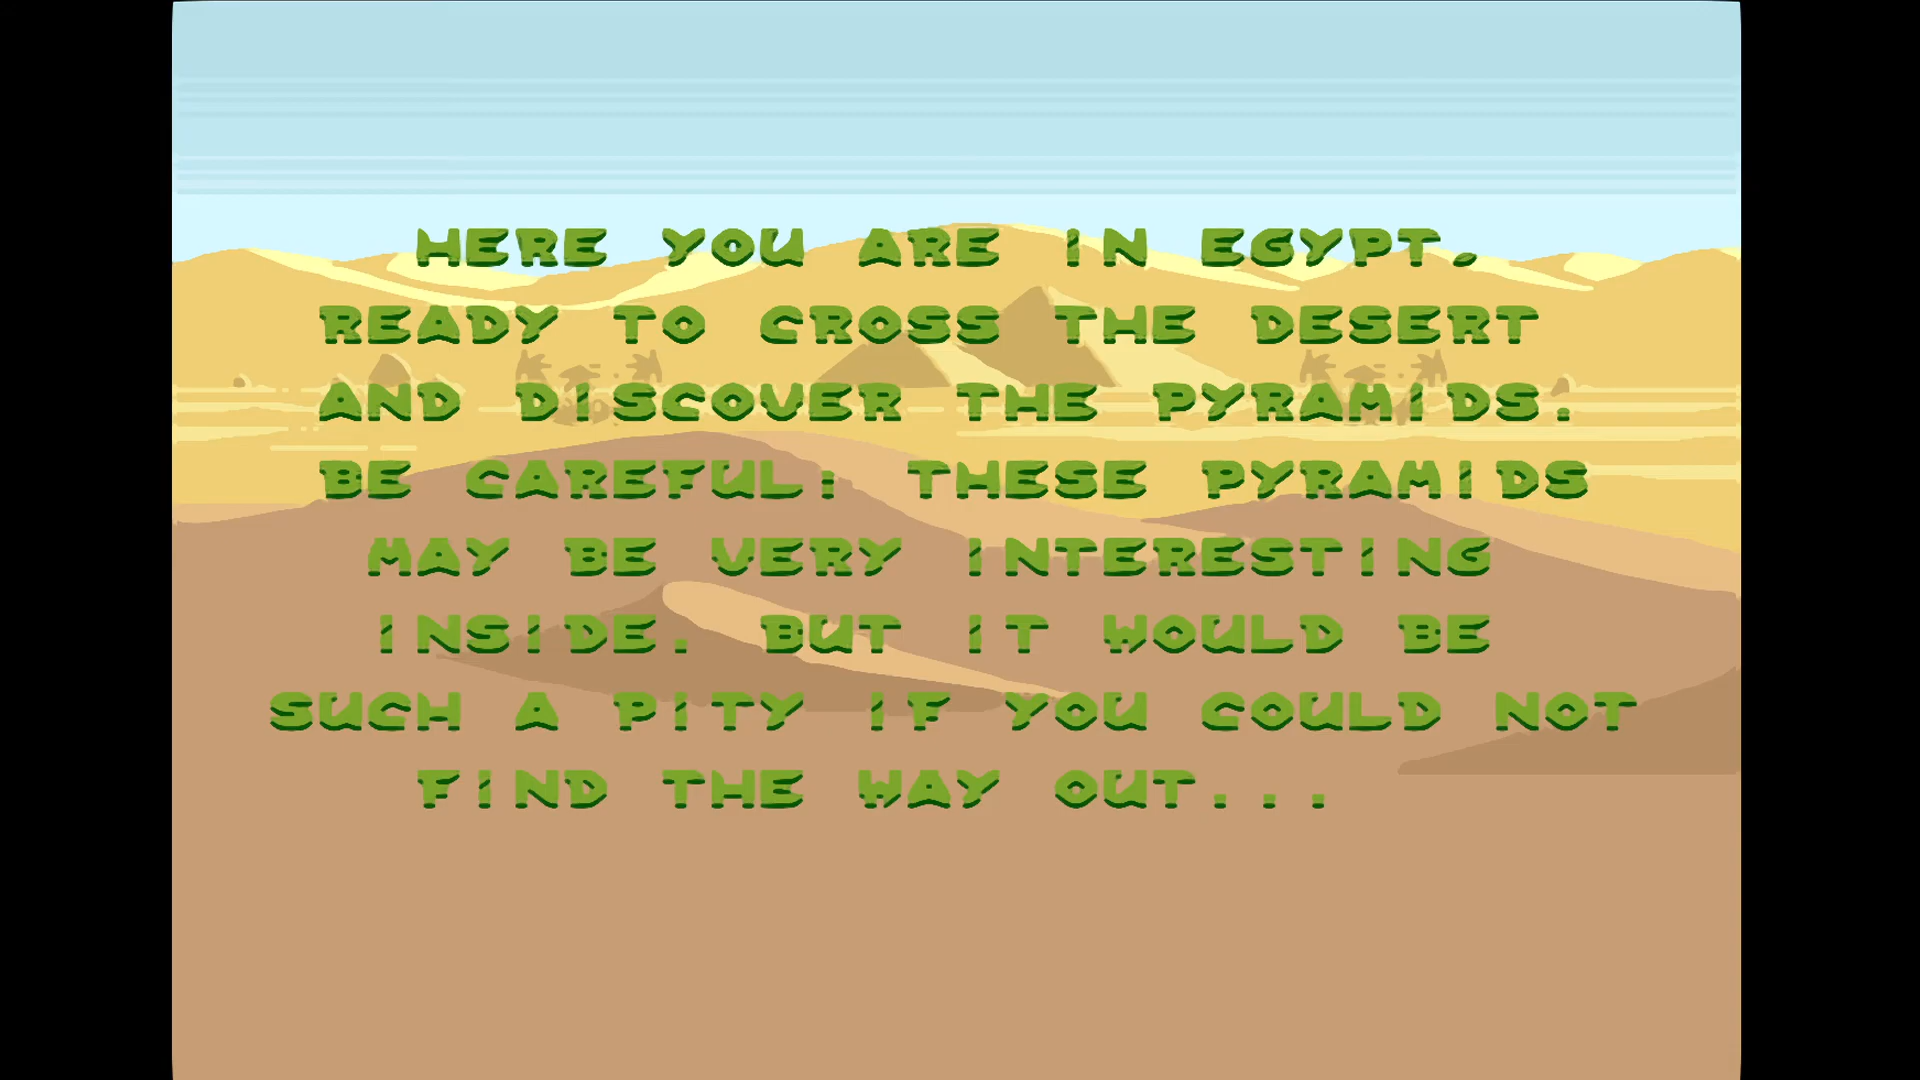 HERE YOU ARE IN EGYPT,
READY TO CROSS THE DESERT
AND DISCOVER THE PYRAMIDS.
BE CAREFUL: THESE PYRAMIDS
MAY BE VERY INTERESTING
INSIDE. BUT IT WOULD BE
SUCH A PITY IF YOU COULD NOT
FIND THE WAY OUT...